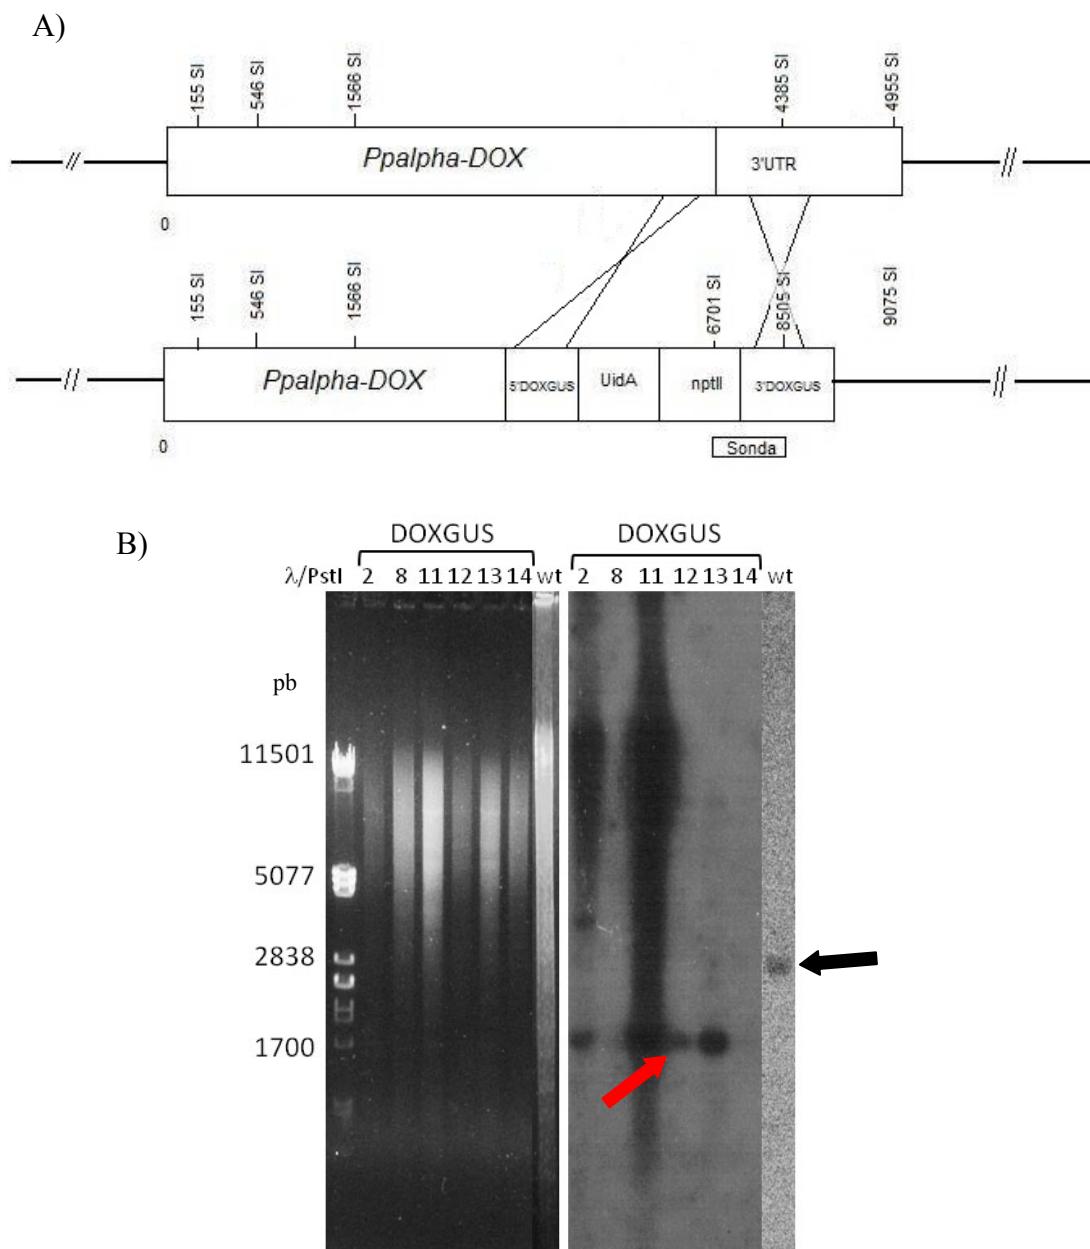 A)
155 SI
546 SI
1566 SI
4385 SI
4955 SI
Ppalpha-DOX
3'UTR
0
155 SI
546 SI
1566 SI
6701 SI
8505 SI
9075 SI
Ppalpha-DOX
5'DOXGUS
UidA
nptII
3'DOXGUS
0
Sonda
B)
DOXGUS
DOXGUS
λ/PstI 2 8 11 12 13 14 wt
2 8 11 12 13 14 wt
pb
11501
5077
2838
1700